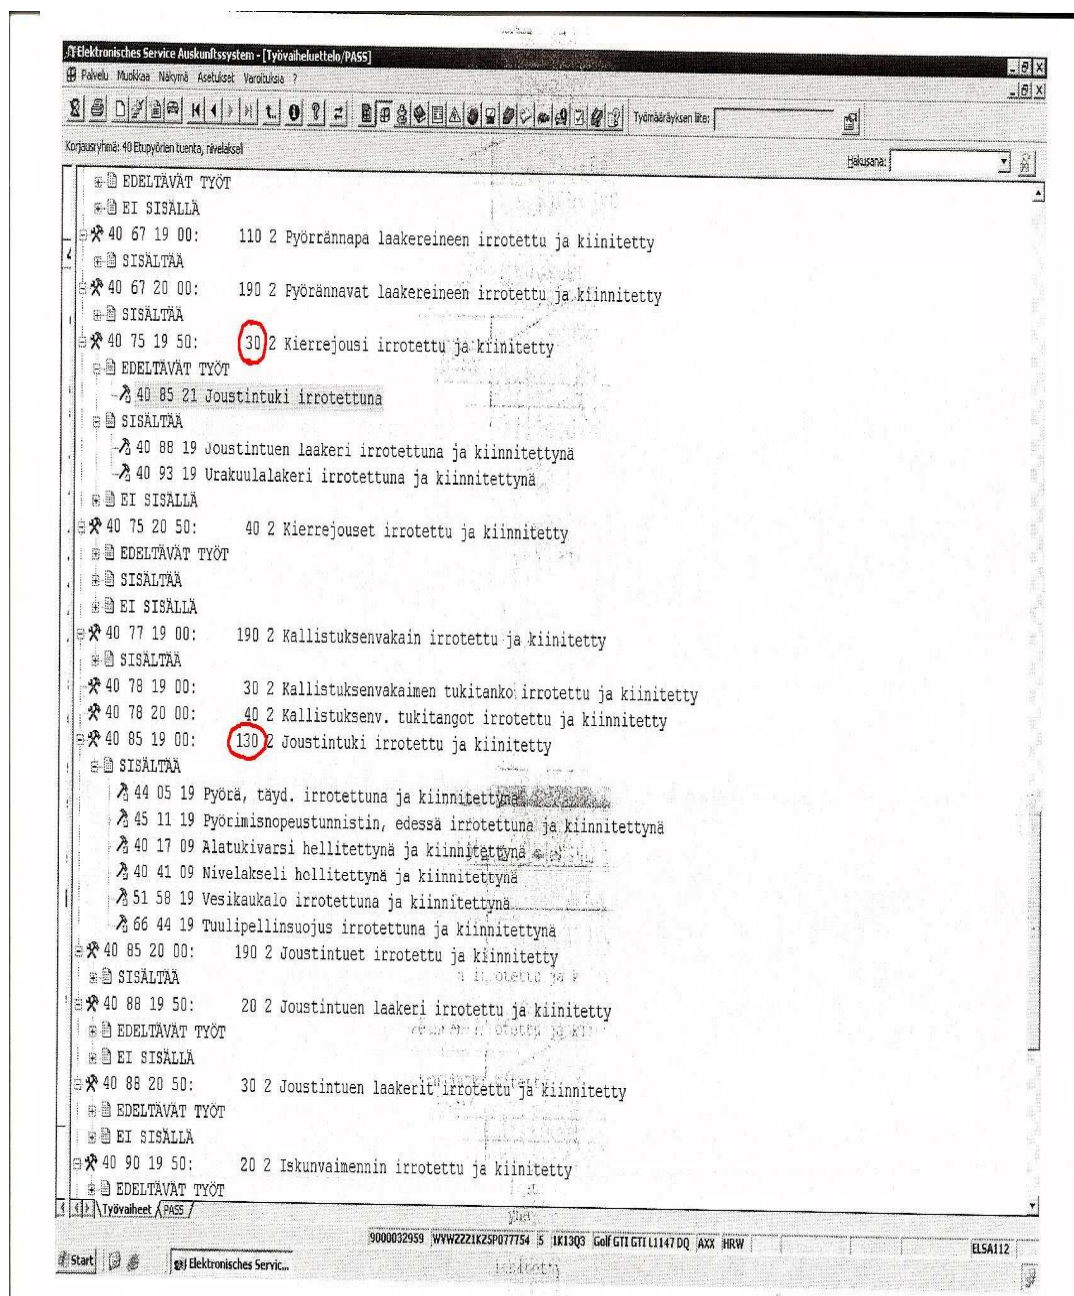 Elektronisches Service Auskunftssystem - [Työvaiheluettelo/PASS]
Palvelu Muokkaa Näkymä Asetukset Varoituksia ?
Työmääräyksen liite:
Korjausryhmä: 40 Etupyörien tuenta, nivelakseli
Hakusana:
EDELTÄVÄT TYÖT
EI SISÄLLÄ
40 67 19 00: 110 2 Pyörrännapa laakereineen irrotettu ja kiinitetty
SISÄLTÄÄ
40 67 20 00: 190 2 Pyörännavat laakereineen irrotettu ja kiinnitetty
SISÄLTÄÄ
40 75 19 50: 30 2 Kierrejousi irrotettu ja kiinitetty
EDELTÄVÄT TYÖT
40 85 21 Joustintuki irrotettuna
SISÄLTÄÄ
40 88 19 Joustintuen laakeri irrotettuna ja kiinnitettynä
40 93 19 Urakuulalakeri irrotettuna ja kiinnitettynä
EI SISÄLLÄ
40 75 20 50: 40 2 Kierrejouset irrotettu ja kiinnitetty
EDELTÄVÄT TYÖT
SISÄLTÄÄ
EI SISÄLLÄ
40 77 19 00: 190 2 Kallistuksenvakain irrotettu ja kiinitetty
SISÄLTÄÄ
40 78 19 00: 30 2 Kallistuksenvakaimen tukitanko irrotettu ja kiinitetty
40 78 20 00: 40 2 Kallistuksenv. tukitangot irrotettu ja kiinnitetty
40 85 19 00: 130 2 Joustintuki irrotettu ja kiinitetty
SISÄLTÄÄ
44 05 19 Pyörä, täyd. irrotettuna ja kiinnitettynä
45 11 19 Pyörimisnopeustunnistin, edessä irrotettuna ja kiinnitettynä
40 17 09 Alatukivarsi hellitettynä ja kiinnitettynä
40 41 09 Nivelakseli hellitettynä ja kiinnitettynä
51 58 19 Vesikaukalo irrotettuna ja kiinnitettynä
66 44 19 Tuulipellinsuojus irrotettuna ja kiinnitettynä
40 85 20 00: 190 2 Joustintuet irrotettu ja kiinnitetty
SISÄLTÄÄ
40 88 19 50: 20 2 Joustintuen laakeri irrotettu ja kiinitetty
EDELTÄVÄT TYÖT
EI SISÄLLÄ
40 88 20 50: 30 2 Joustintuen laakerit irrotettu ja kiinnitetty
EDELTÄVÄT TYÖT
EI SISÄLLÄ
40 90 19 50: 20 2 Iskunvaimennin irrotettu ja kiinitetty
EDELTÄVÄT TYÖT
Työvaiheet PASS
9000032959 WVWZZZ1KZ5P077754 5 1K13Q3 Golf GTI GTI L1147 DQ AXX HRW ELSA112
Start Elektronisches Servic...